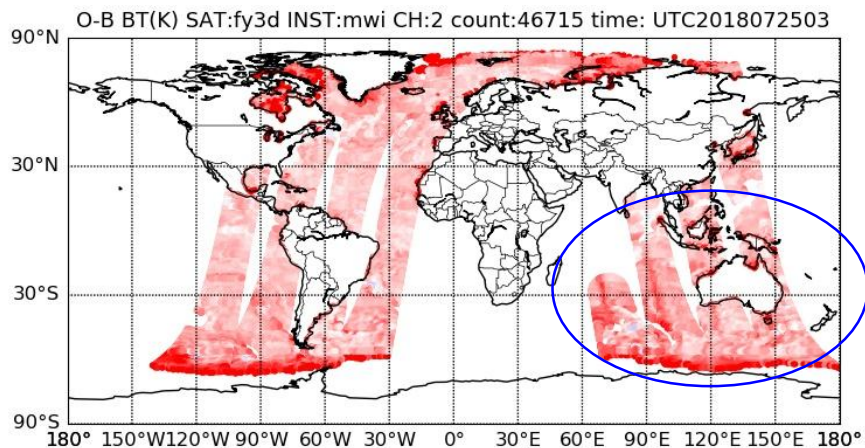 O-B BT(K) SAT:fy3d INST:mwi CH:2 count:46715 time: UTC2018072503
90°N
30°N
30°S
90°S
180° 150°W 120°W 90°W 60°W 30°W 0° 30°E 60°E 90°E 120°E 150°E 180°